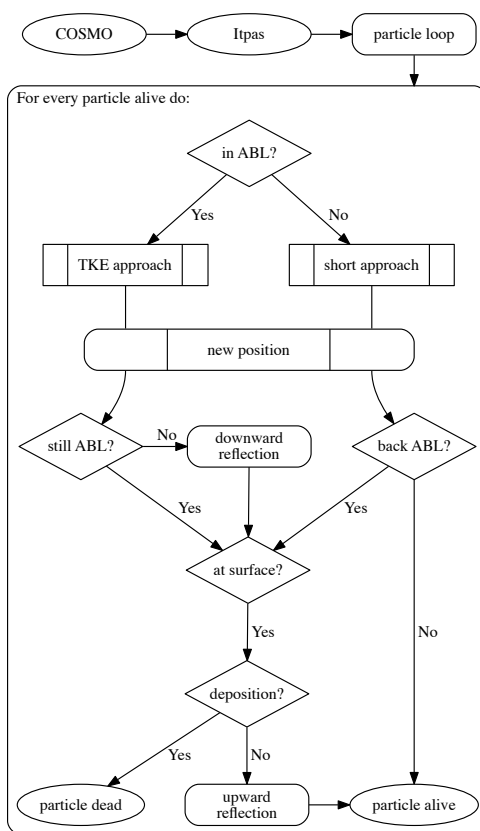 COSMO
Itpas
particle loop
For every particle alive do:
in ABL?
Yes
No
TKE approach
short approach
new position
still ABL?
No
downward
reflection
back ABL?
Yes
Yes
at surface?
Yes
No
deposition?
Yes
No
particle dead
upward
reflection
particle alive